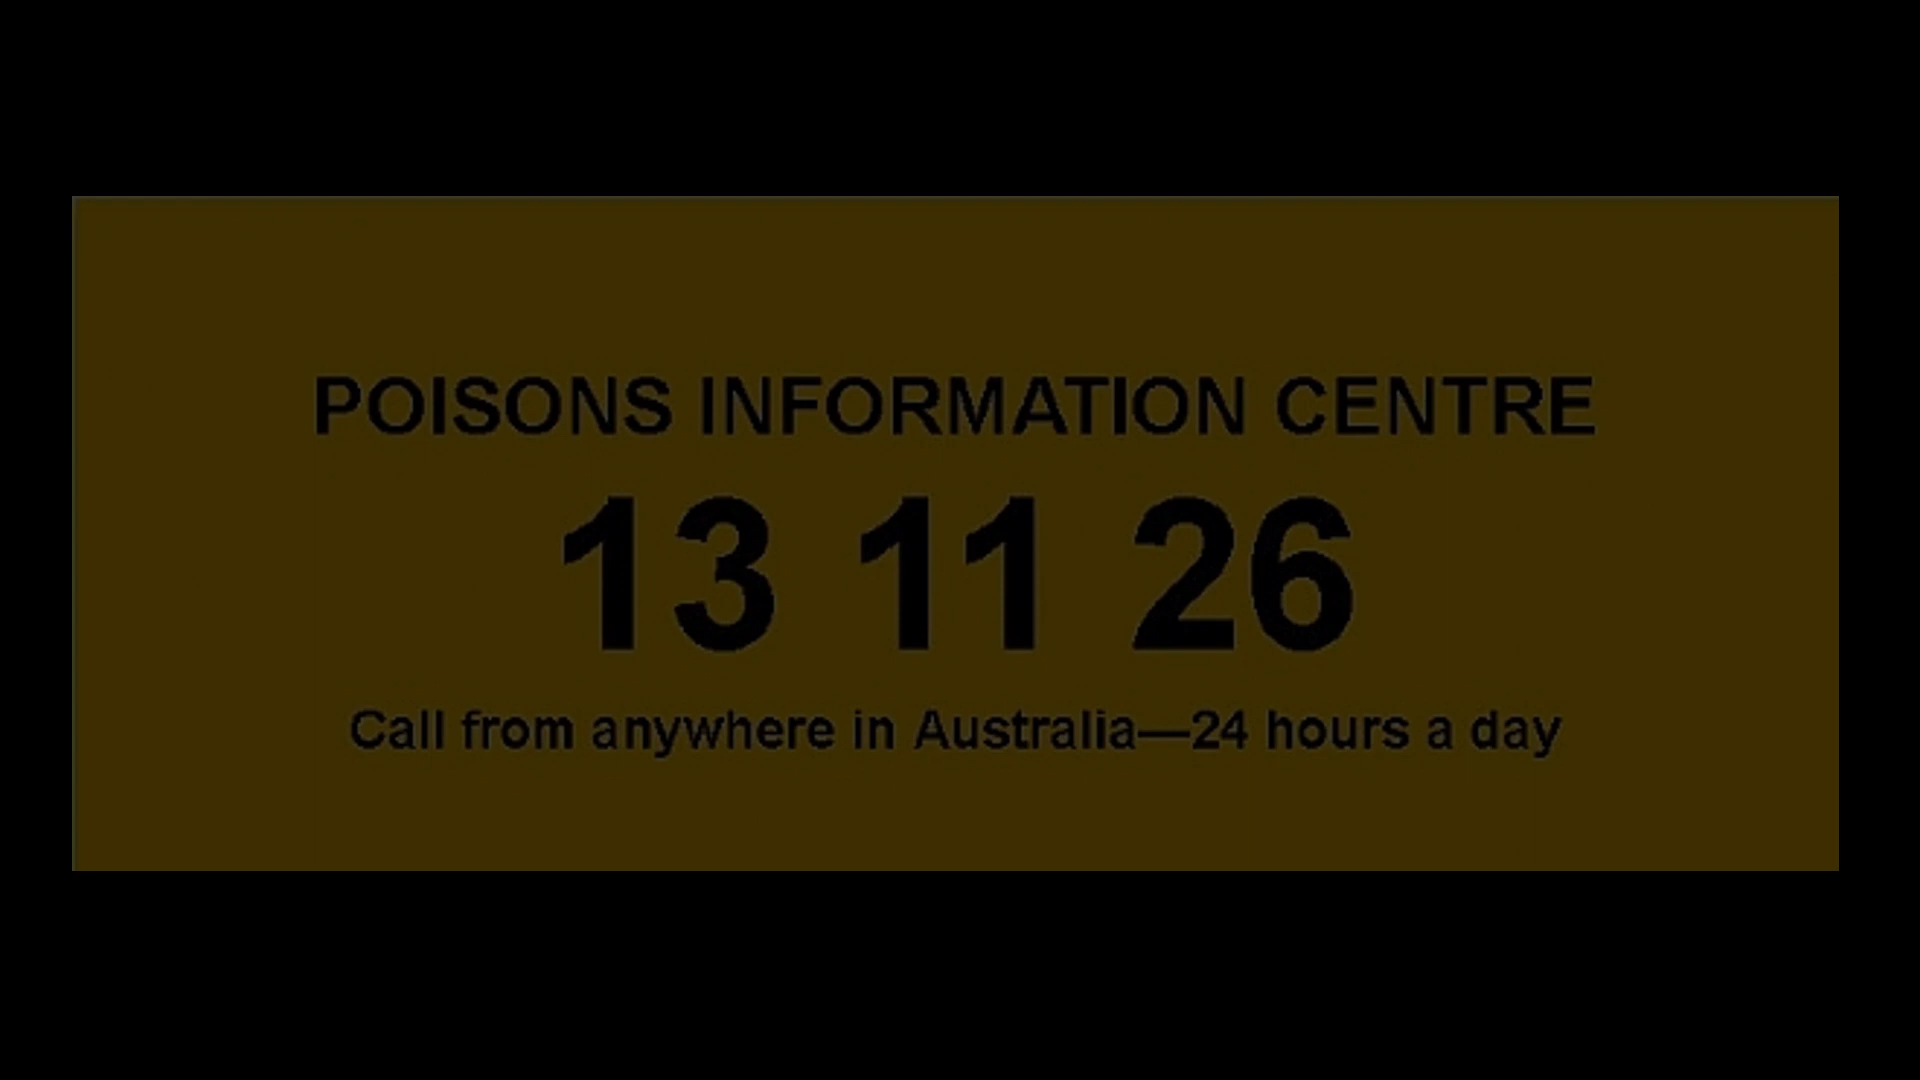 POISONS INFORMATION CENTRE
13 11 26
Call from anywhere in Australia—24 hours a day